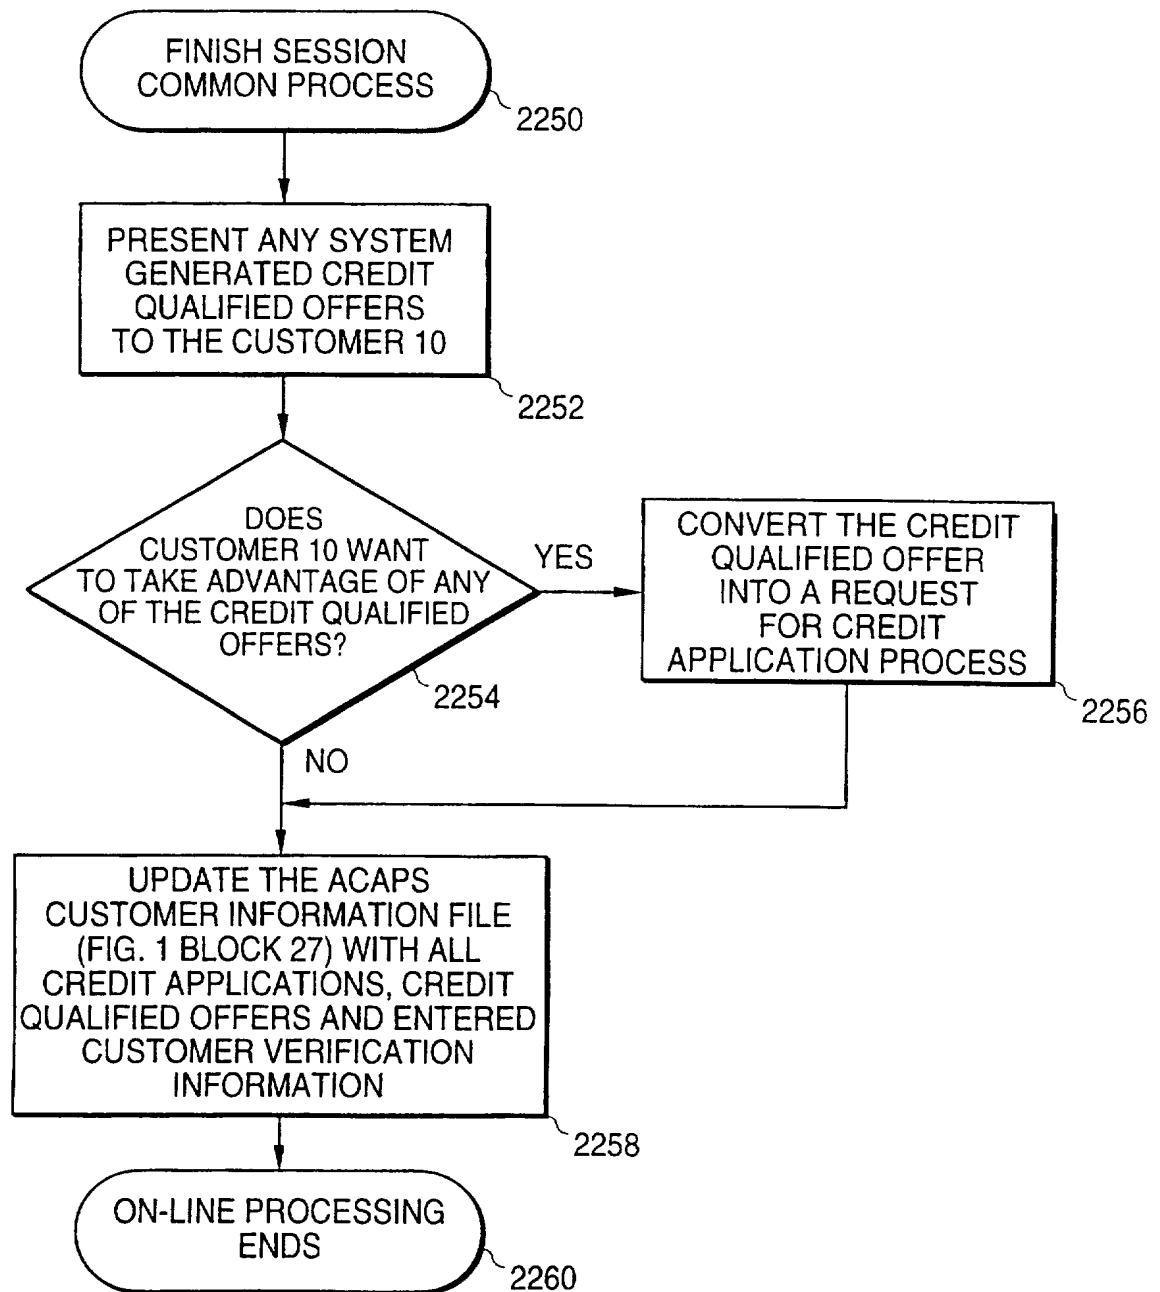 FINISH SESSION
COMMON PROCESS
2250
PRESENT ANY SYSTEM
GENERATED CREDIT
QUALIFIED OFFERS
TO THE CUSTOMER 10
2252
DOES
CUSTOMER 10 WANT
TO TAKE ADVANTAGE OF ANY
OF THE CREDIT QUALIFIED
OFFERS?
2254
YES
CONVERT THE CREDIT
QUALIFIED OFFER
INTO A REQUEST
FOR CREDIT
APPLICATION PROCESS
2256
NO
UPDATE THE ACAPS
CUSTOMER INFORMATION FILE
(FIG. 1 BLOCK 27) WITH ALL
CREDIT APPLICATIONS, CREDIT
QUALIFIED OFFERS AND ENTERED
CUSTOMER VERIFICATION
INFORMATION
2258
ON-LINE PROCESSING
ENDS
2260